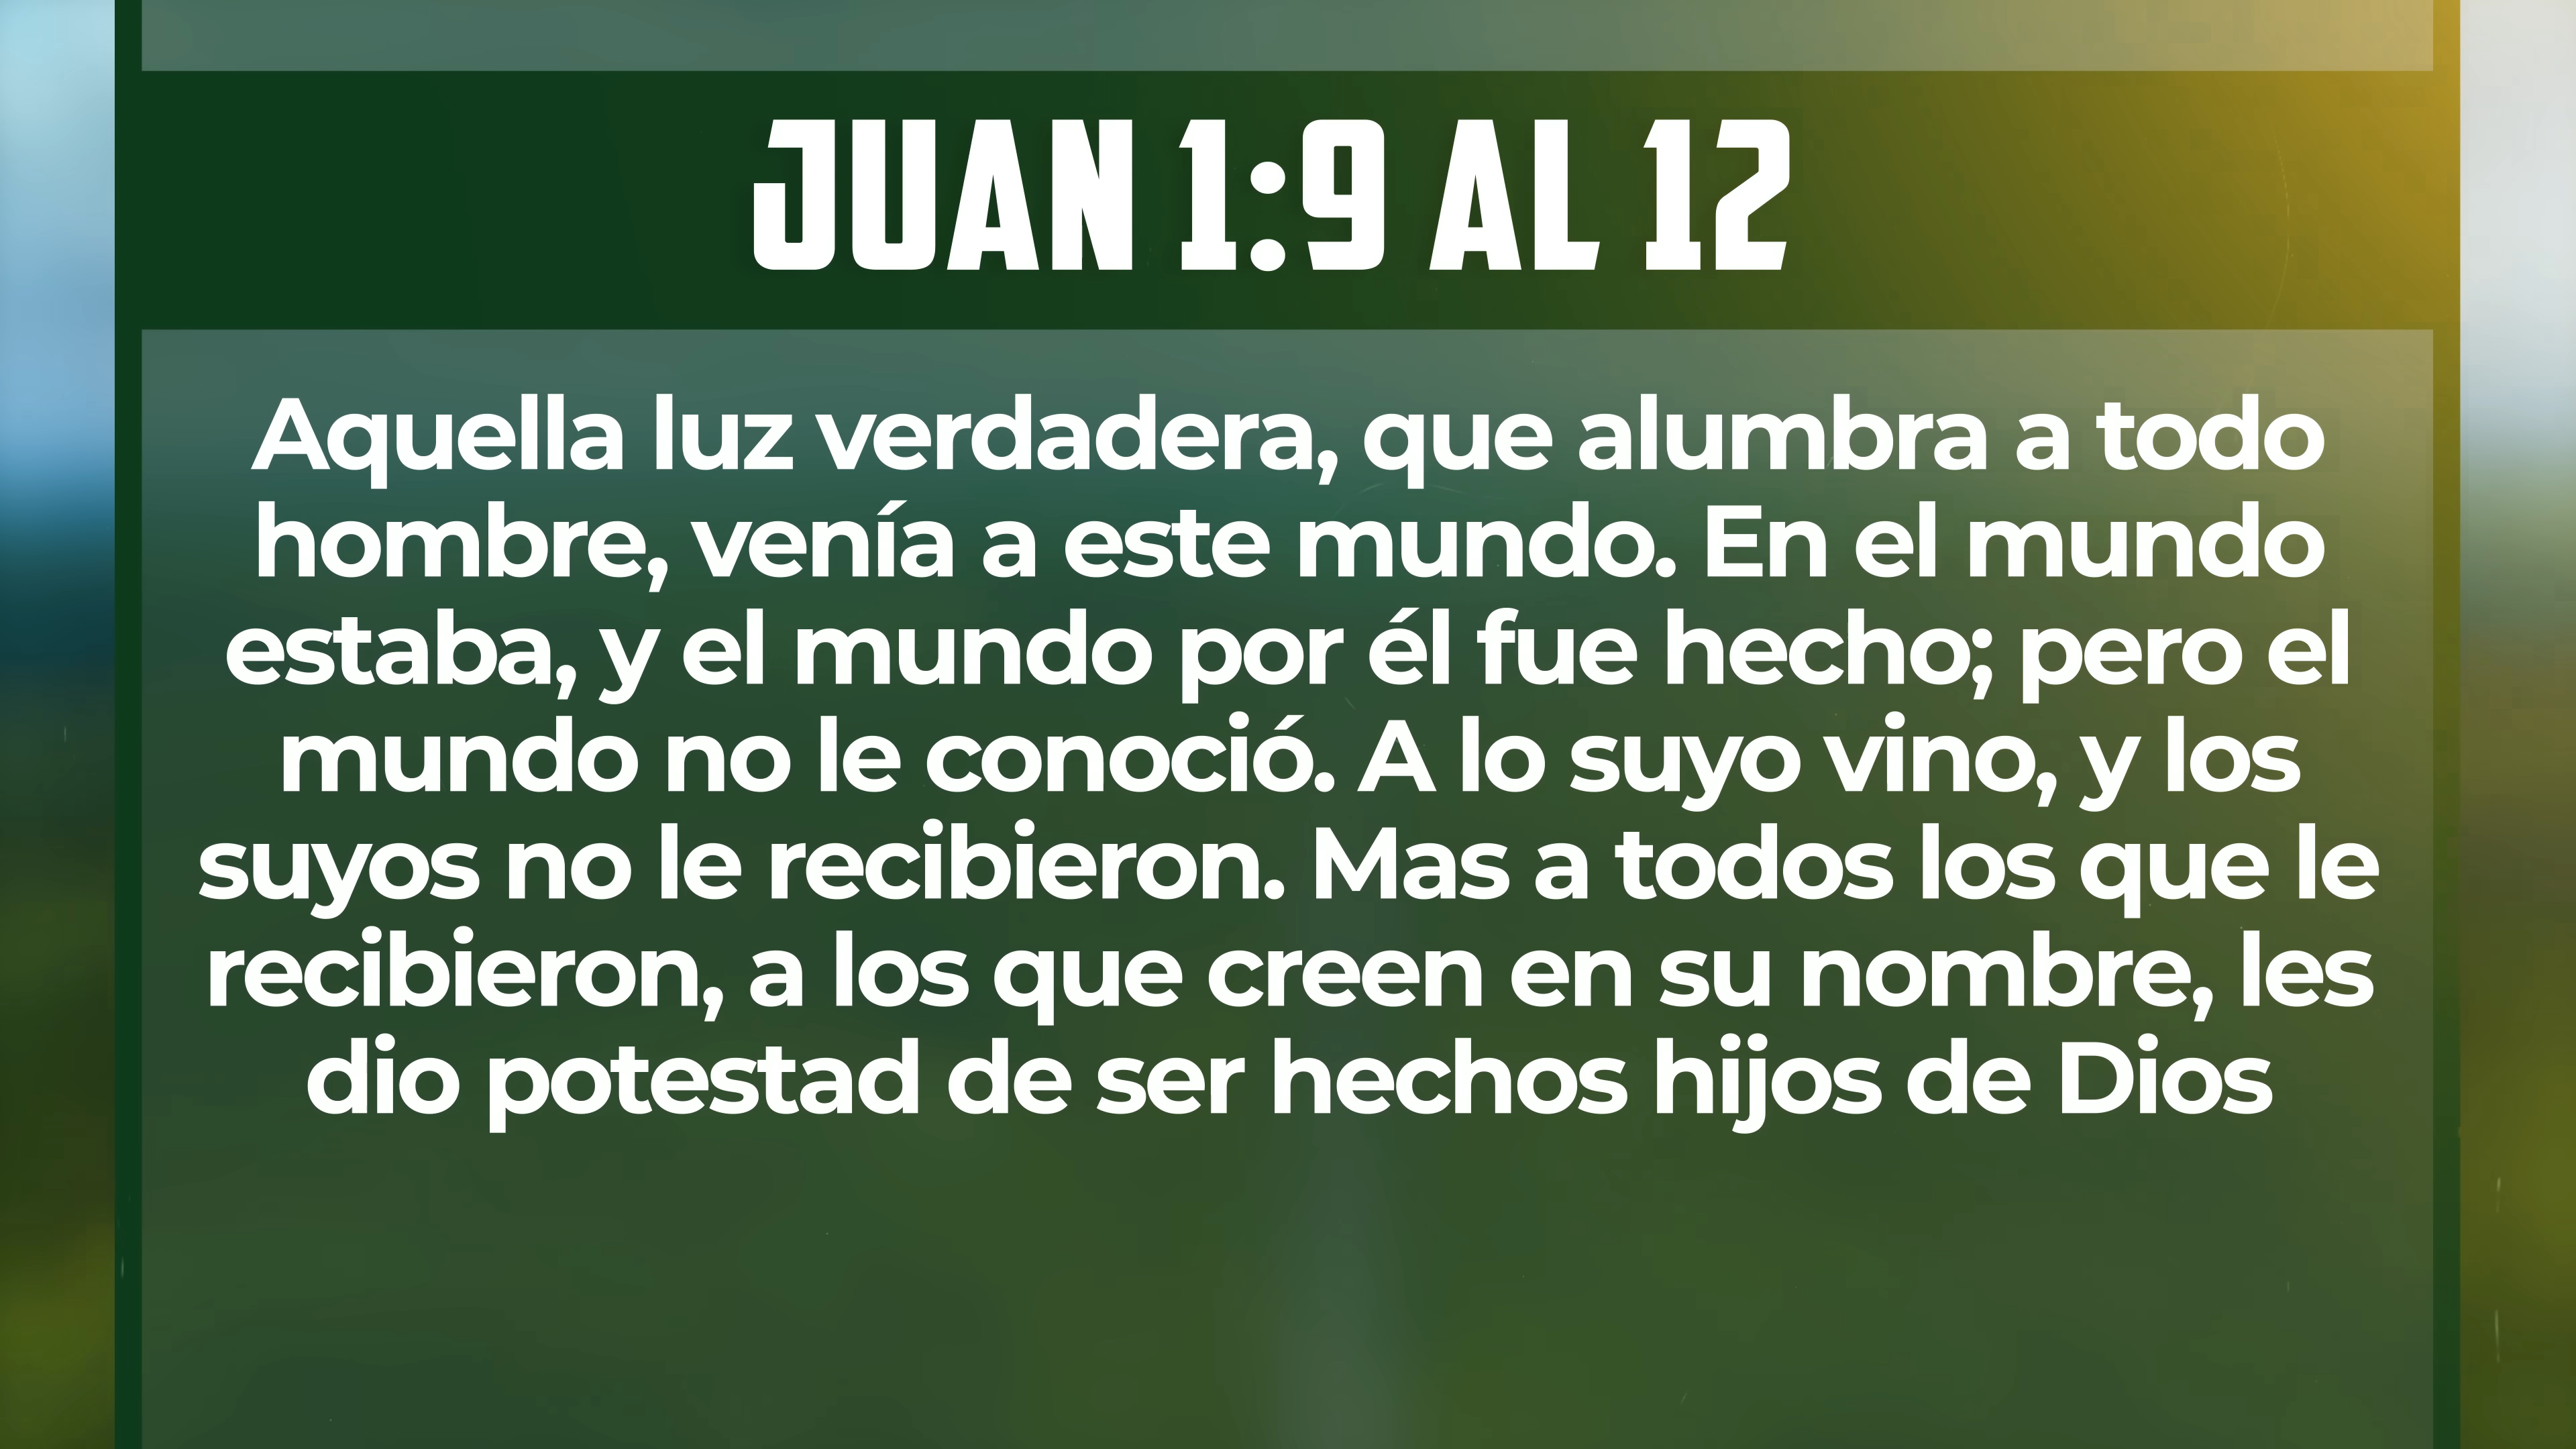 JUAN 1:9 AL 12
Aquella luz verdadera, que alumbra a todo
hombre, venía a este mundo. En el mundo
estaba, y el mundo por él fue hecho; pero el
mundo no le conoció. A lo suyo vino, y los
suyos no le recibieron. Mas a todos los que le
recibieron, a los que creen en su nombre, les
dio potestad de ser hechos hijos de Dios